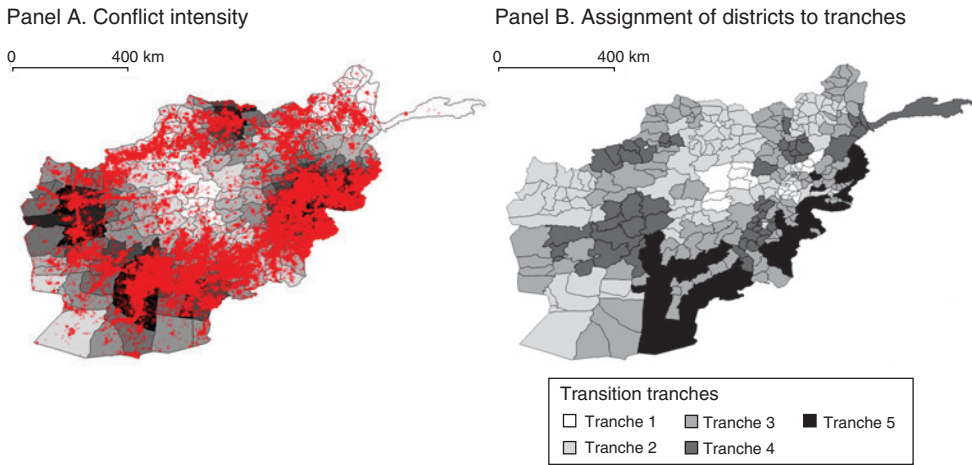 Panel A. Conflict intensity
0 400 km
Panel B. Assignment of districts to tranches
0 400 km
Transition tranches
Tranche 1 Tranche 3 Tranche 5
Tranche 2 Tranche 4